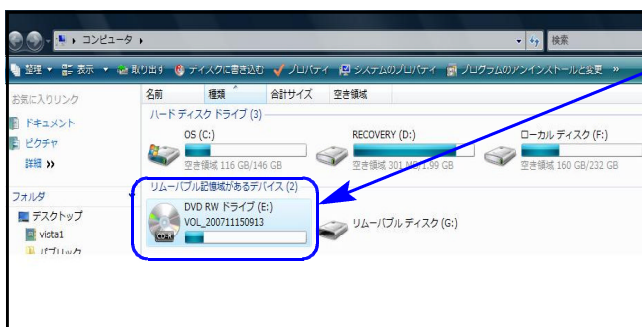 コンピュータ
検索
整理 表示 取り出す ディスクに書き込む プロパティ システムのプロパティ プログラムのアンインストールと変更 »
お気に入りリンク
ドキュメント
ピクチャ
詳細 »
フォルダ
デスクトップ
vista1
パブリック
名前 種類 合計サイズ 空き領域
ハード ディスク ドライブ (3)
OS (C:)
空き領域 116 GB/146 GB
RECOVERY (D:)
空き領域 301 MB/1.99 GB
ローカル ディスク (F:)
空き領域 160 GB/232 GB
リムーバブル記憶域があるデバイス (2)
DVD RW ドライブ (E:)
VOL_200711150913
CD-R
リムーバブル ディスク (G:)